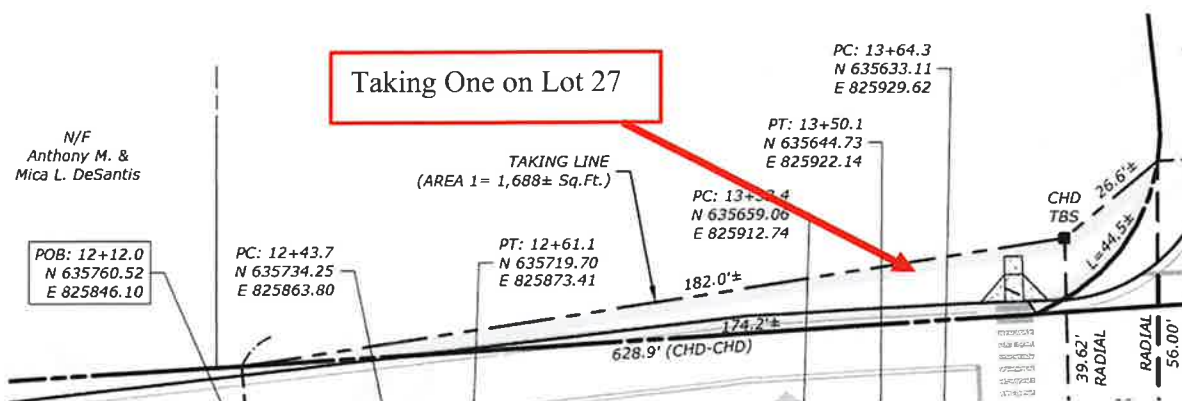 Taking One on Lot 27
N/F
Anthony M. &
Mica L. DeSantis
POB: 12+12.0
N 635760.52
E 825846.10
PC: 12+43.7
N 635734.25
E 825863.80
TAKING LINE
(AREA 1= 1,688± Sq.Ft.)
PT: 12+61.1
N 635719.70
E 825873.41
PC: 13+
.4
N 635659.06
E 825912.74
PT: 13+50.1
N 635644.73
E 825922.14
PC: 13+64.3
N 635633.11
E 825929.62
CHD
TBS
26.6'±
L=44.5±
182.0'±
174.2'±
628.9' (CHD-CHD)
39.62'
RADIAL
RADIAL
56.00'